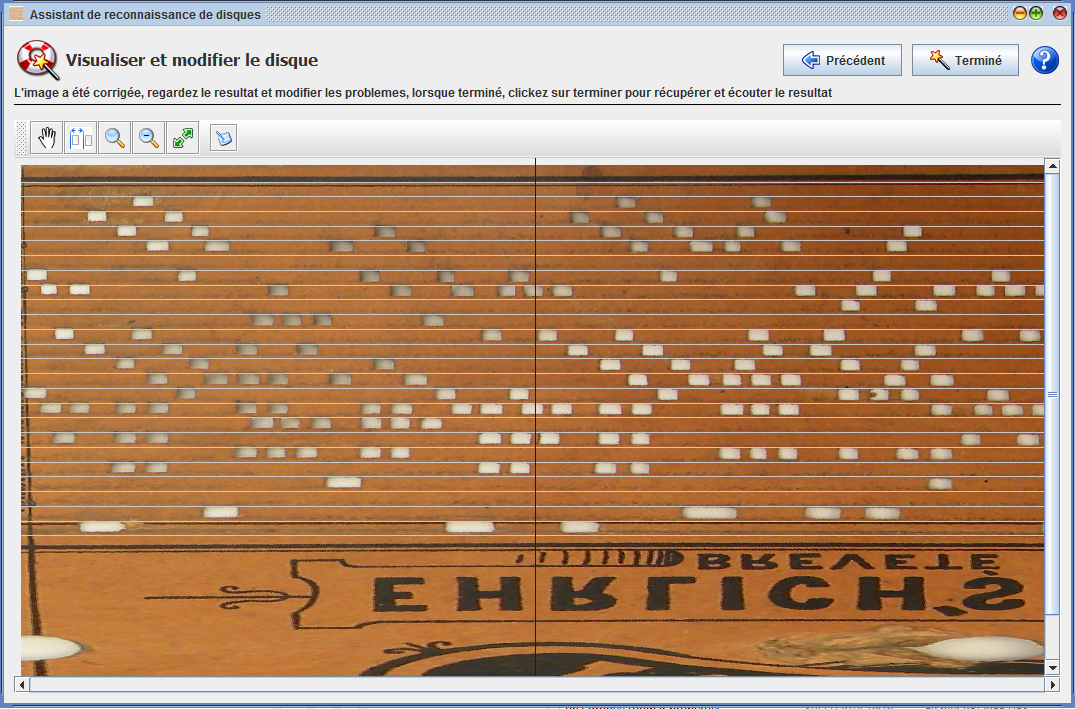 Assistant de reconnaissance de disques
Visualiser et modifier le disque
Précédent
Terminé
L'image a été corrigée, regardez le resultat et modifier les problemes, lorsque terminé, clickez sur terminer pour récupérer et écouter le resultat
BREVETÉ
EHRLICH'S